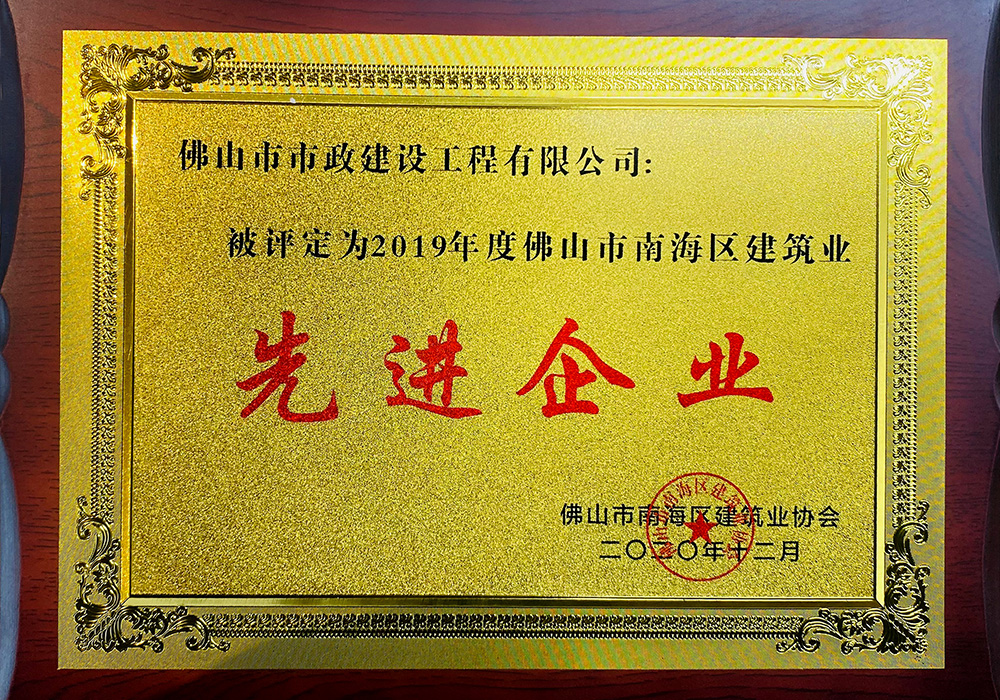 佛山市市政建设工程有限公司：
被评定为2019年度佛山市南海区建筑业
先进企业
佛山市南海区建筑业协会
二〇二〇年十二月